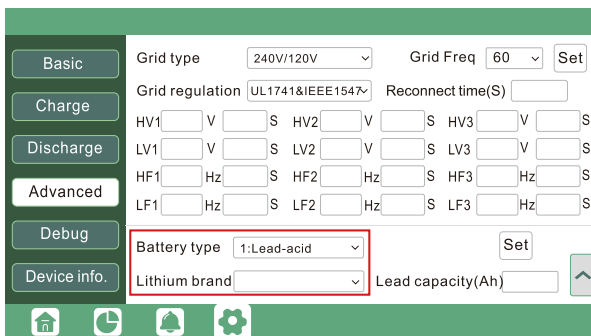 Basic
Charge
Discharge
Advanced
Debug
Device info.
Grid type 240V/120V Grid Freq 60 Set
Grid regulation UL1741&IEEE1547 Reconnect time(S)
HV1 V S HV2 V S HV3 V S
LV1 V S LV2 V S LV3 V S
HF1 Hz S HF2 Hz S HF3 Hz S
LF1 Hz S LF2 Hz S LF3 Hz S
Battery type 1:Lead-acid Set
Lithium brand Lead capacity(Ah)